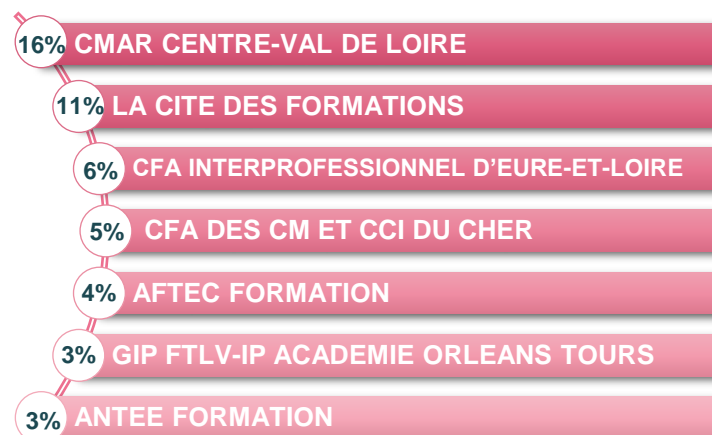 16% CMAR CENTRE-VAL DE LOIRE
11% LA CITE DES FORMATIONS
6% CFA INTERPROFESSIONNEL D’EURE-ET-LOIRE
5% CFA DES CM ET CCI DU CHER
4% AFTEC FORMATION
3% GIP FTLV-IP ACADEMIE ORLEANS TOURS
3% ANTEE FORMATION